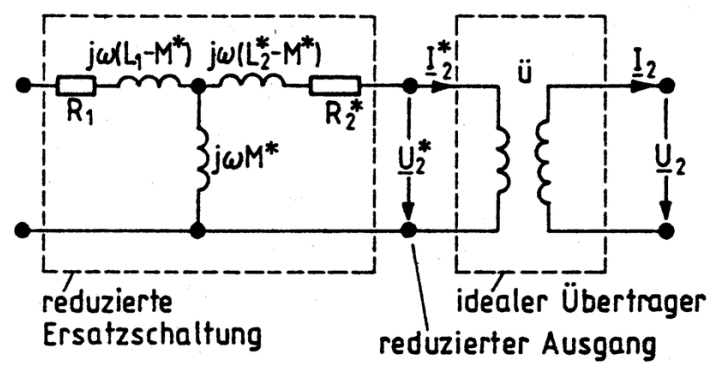 jω(L₁-M*) jω(L₂*-M*)
I₂* ü I₂
R₁ R₂*
jωM* U₂* U₂
reduzierte
Ersatzschaltung
idealer Übertrager
reduzierter Ausgang